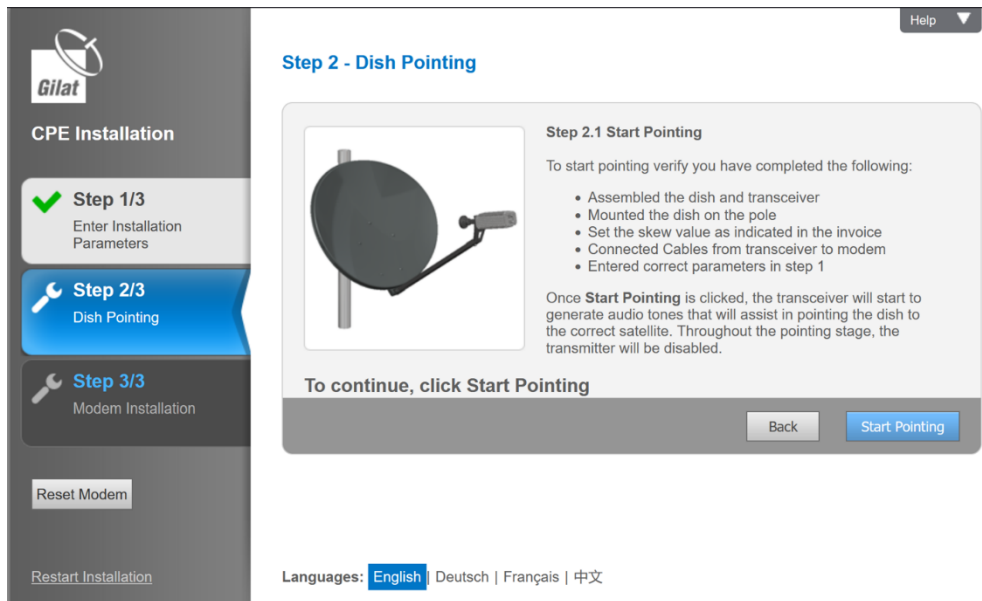 Help
Gilat
CPE Installation
Step 1/3
Enter Installation
Parameters
Step 2/3
Dish Pointing
Step 3/3
Modem Installation
Reset Modem
Restart Installation
Step 2 - Dish Pointing
Step 2.1 Start Pointing
To start pointing verify you have completed the following:
• Assembled the dish and transceiver
• Mounted the dish on the pole
• Set the skew value as indicated in the invoice
• Connected Cables from transceiver to modem
• Entered correct parameters in step 1
Once Start Pointing is clicked, the transceiver will start to
generate audio tones that will assist in pointing the dish to
the correct satellite. Throughout the pointing stage, the
transmitter will be disabled.
To continue, click Start Pointing
Back
Start Pointing
Languages: English | Deutsch | Français | 中文